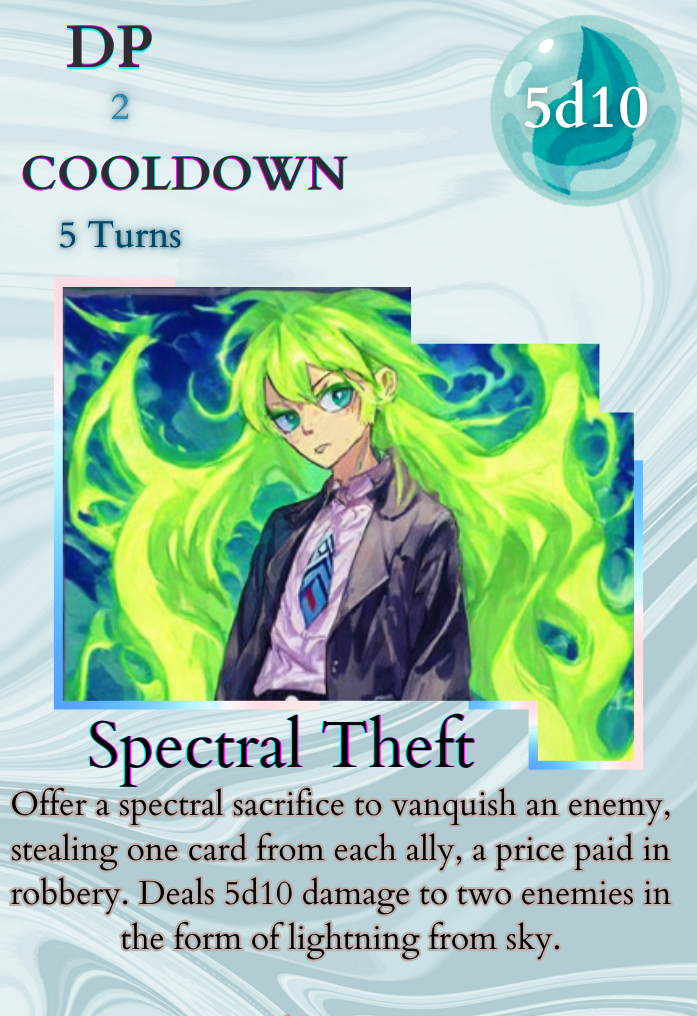 DP
5d10
2
COOLDOWN
5 Turns
Spectral Theft
Offer a spectral sacrifice to vanquish an enemy,
stealing one card from each ally, a price paid in
robbery. Deals 5d10 damage to two enemies in
the form of lightning from sky.